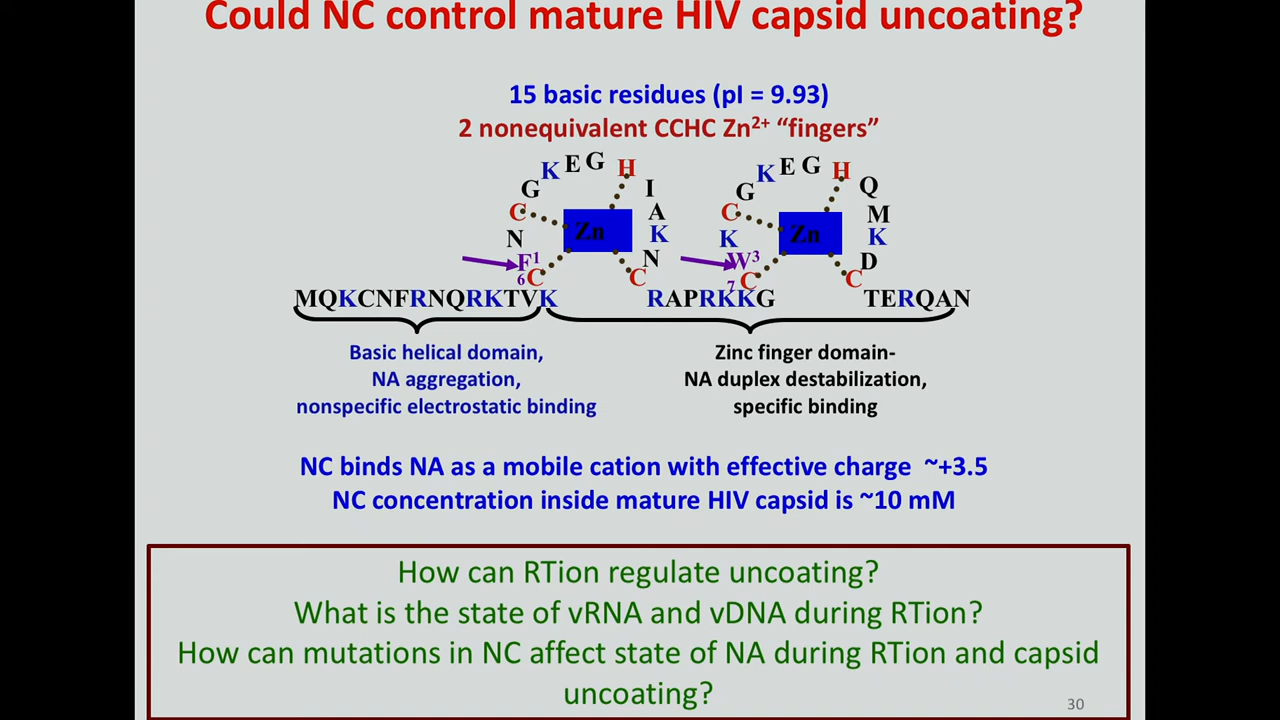 Could NC control mature HIV capsid uncoating?
15 basic residues (pI = 9.93)
2 nonequivalent CCHC Zn2+ “fingers”
K E G H K E G H
G I G Q
C A C M
Zn K Zn K
N N K D
F1 W3
6 C C 7 C C
MQKCNFRNQRKTVK RAPRKKG TERQAN
Basic helical domain,
NA aggregation,
nonspecific electrostatic binding
Zinc finger domain-
NA duplex destabilization,
specific binding
NC binds NA as a mobile cation with effective charge ~+3.5
NC concentration inside mature HIV capsid is ~10 mM
How can RTion regulate uncoating?
What is the state of vRNA and vDNA during RTion?
How can mutations in NC affect state of NA during RTion and capsid
uncoating?
30